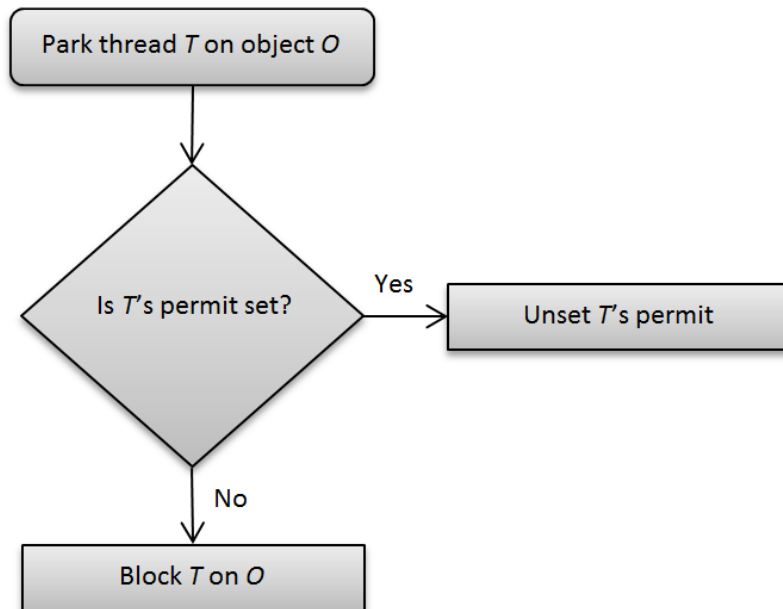 Park thread T on object O
Is T’s permit set?
Yes
Unset T’s permit
No
Block T on O